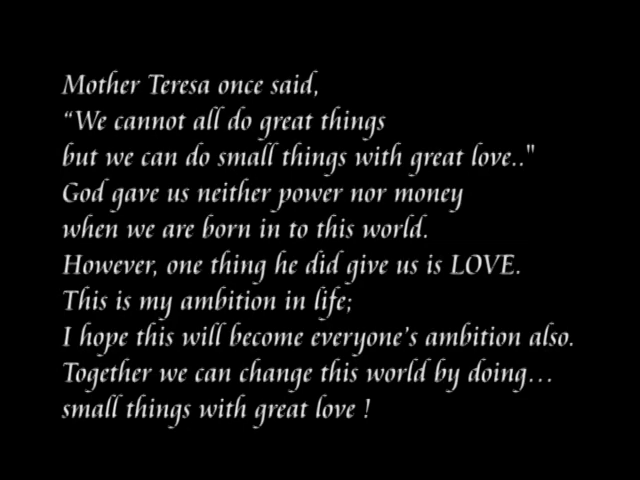 Mother Teresa once said,
“We cannot all do great things
but we can do small things with great love.."
God gave us neither power nor money
when we are born in to this world.
However, one thing he did give us is LOVE.
This is my ambition in life;
I hope this will become everyone’s ambition also.
Together we can change this world by doing...
small things with great love !